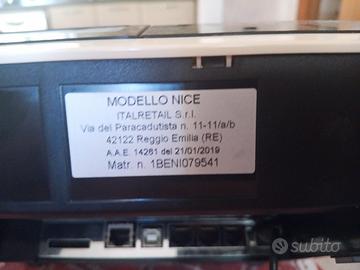 MODELLO NICE
ITALRETAIL S.r.l.
Via del Paracadutista n. 11-11/a/b
42122 Reggio Emilia (RE)
A.A.E. 14261 del 21/01/2019
Matr. n. 1BENI079541
subito